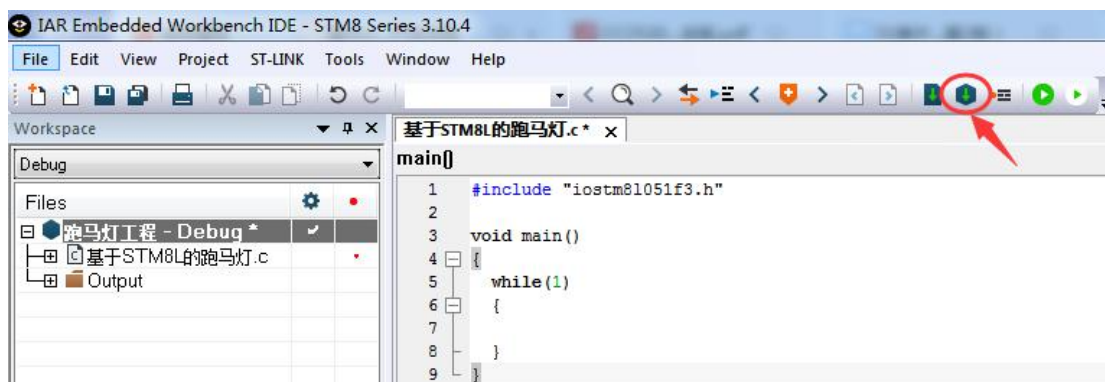 IAR Embedded Workbench IDE - STM8 Series 3.10.4
File Edit View Project ST-LINK Tools Window Help
Workspace
基于STM8L的跑马灯.c *
Debug
main()
Files
跑马灯工程 - Debug *
基于STM8L的跑马灯.c
Output
1 #include "iostm8l051f3.h"
2
3 void main()
4 {
5 while(1)
6 {
7
8 }
9 }